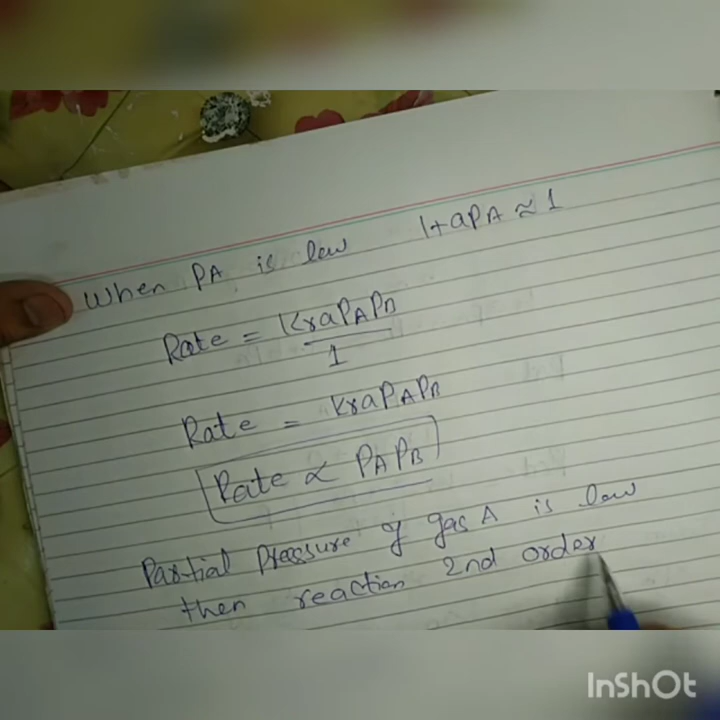 When PA is low 1+aPA ≈ 1
Rate = KraPAPB
1
Rate = KraPAPB
Rate ∝ PAPB
Partial Pressure of gas A is low
then reaction 2nd order
InShOt